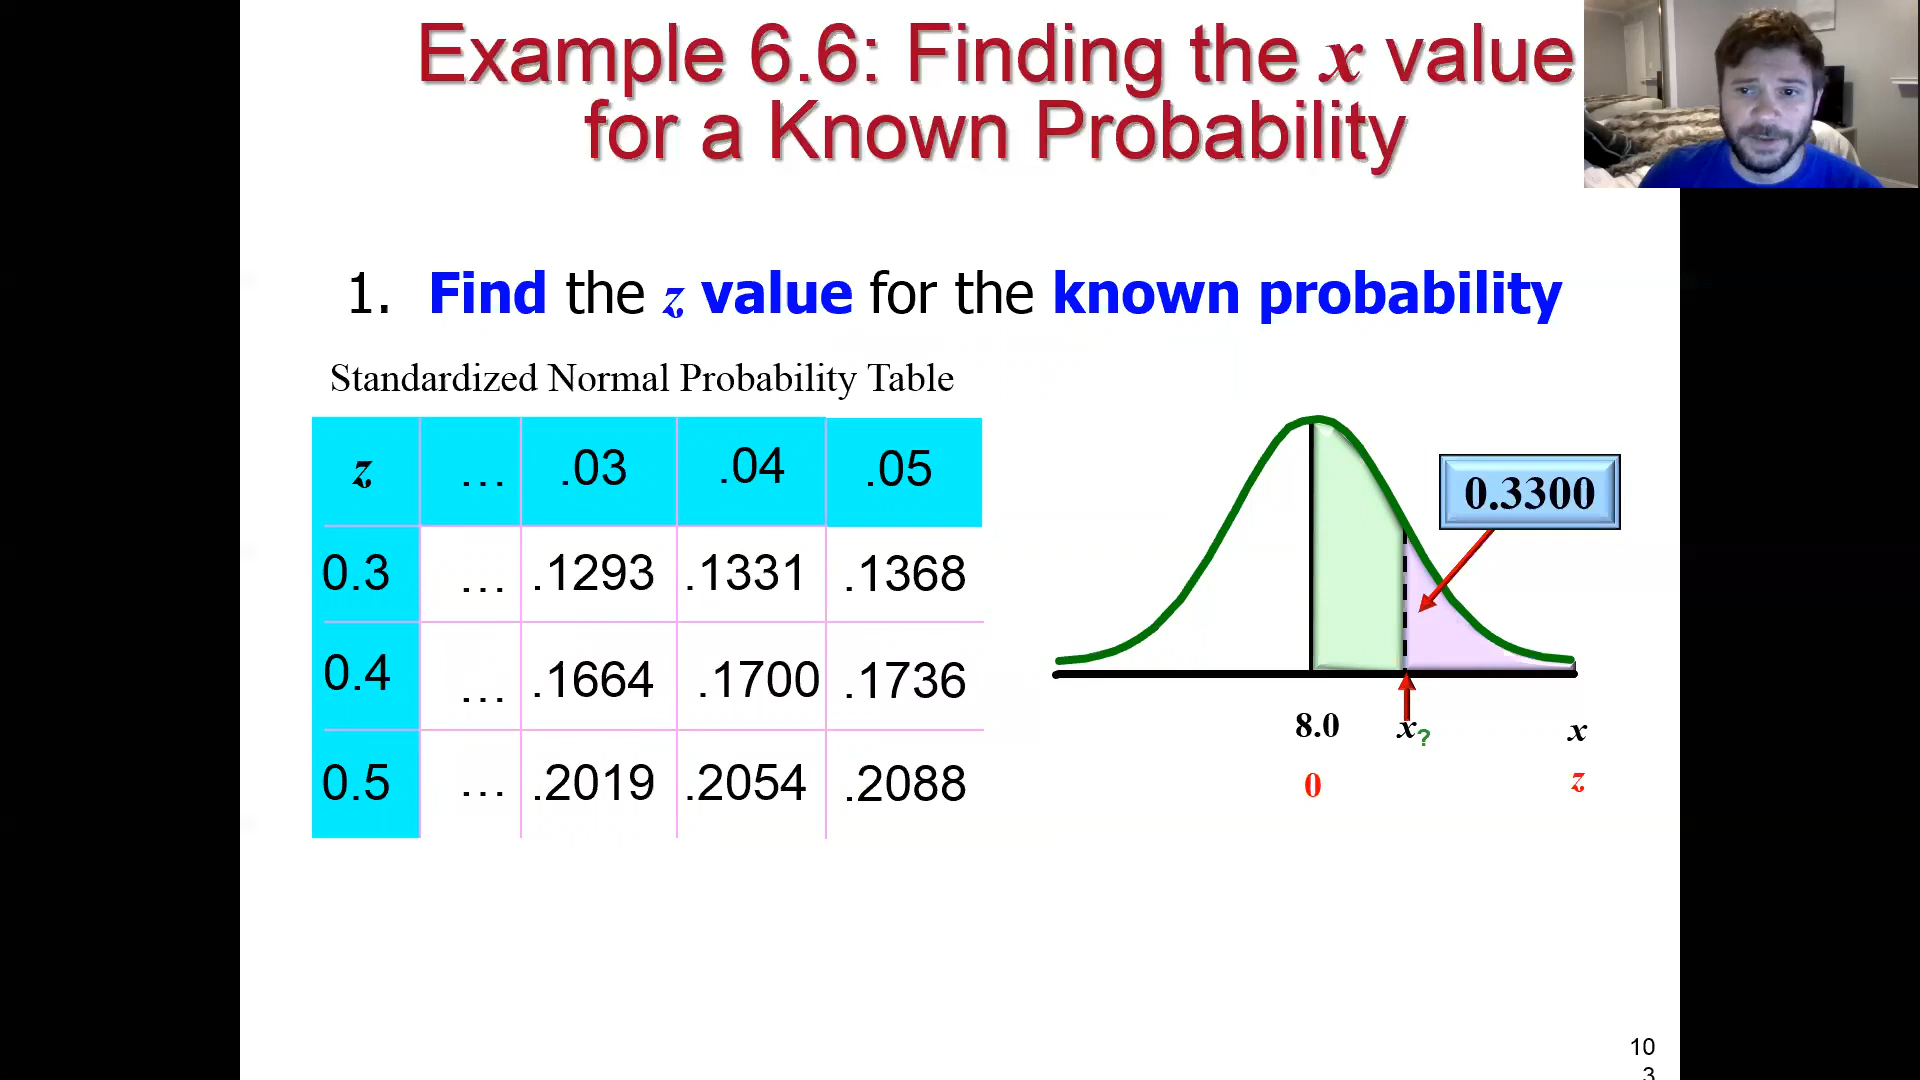 Example 6.6: Finding the x value
for a Known Probability
1. Find the z value for the known probability
Standardized Normal Probability Table
z … .03 .04 .05
0.3 … .1293 .1331 .1368
0.4 … .1664 .1700 .1736
0.5 … .2019 .2054 .2088
0.3300
8.0 x? x
0 z
10
3